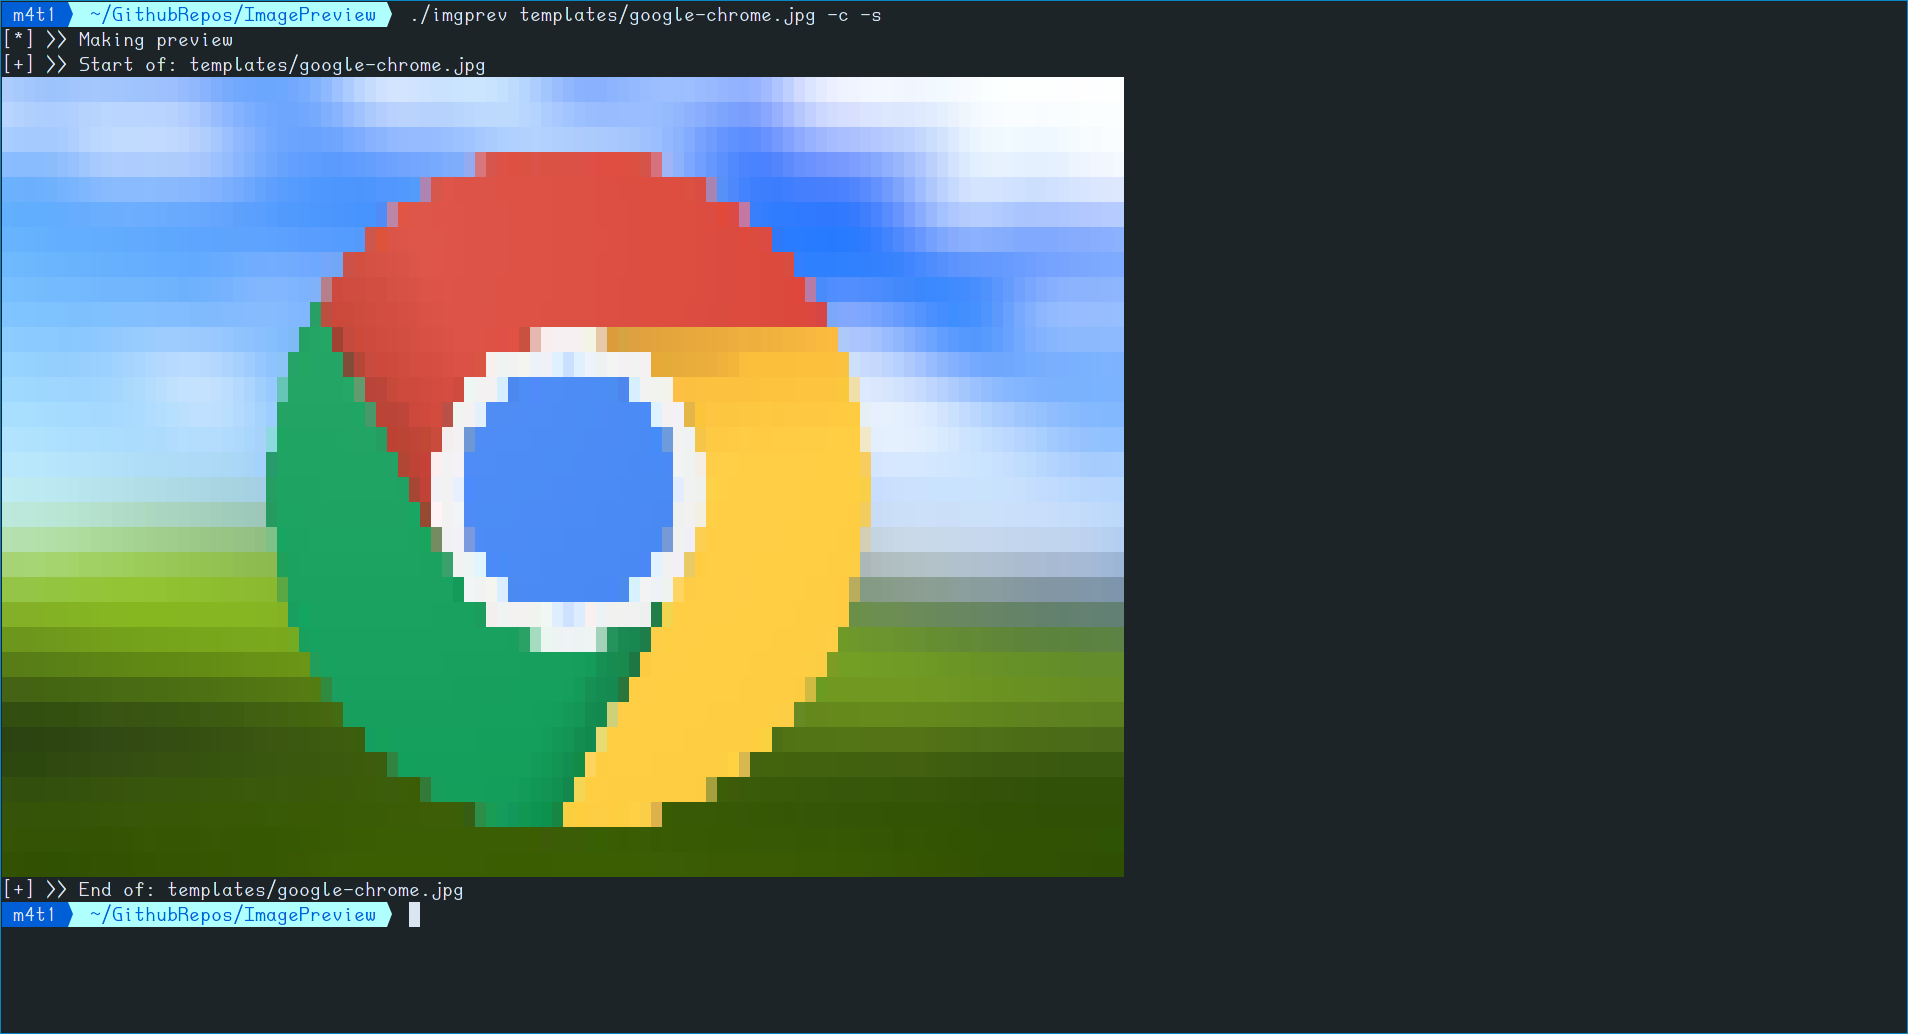 m4t1 ~/GithubRepos/ImagePreview ./imgprev templates/google-chrome.jpg -c -s
[*] >> Making preview
[+] >> Start of: templates/google-chrome.jpg
[+] >> End of: templates/google-chrome.jpg
m4t1 ~/GithubRepos/ImagePreview